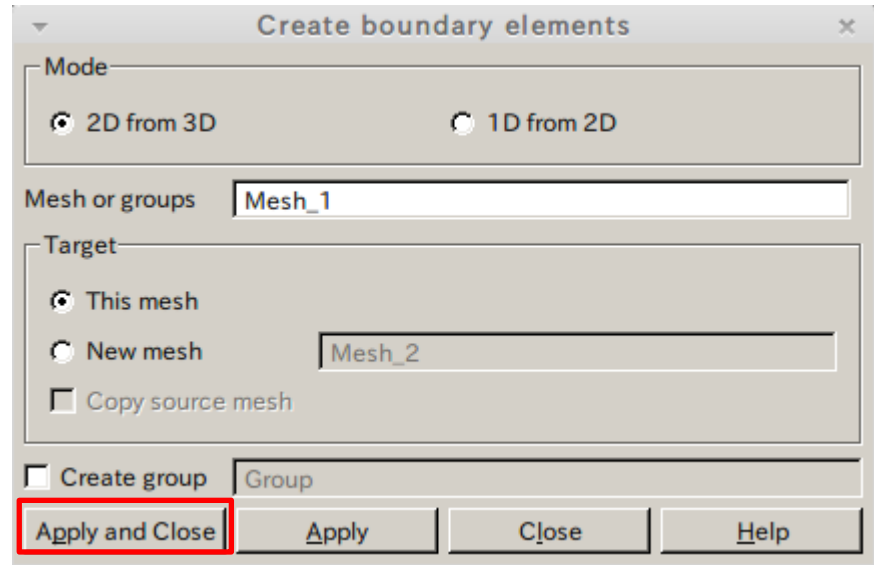 Create boundary elements
Mode
2D from 3D
1D from 2D
Mesh or groups
Mesh_1
Target
This mesh
New mesh
Mesh_2
Copy source mesh
Create group
Group
Apply and Close
Apply
Close
Help